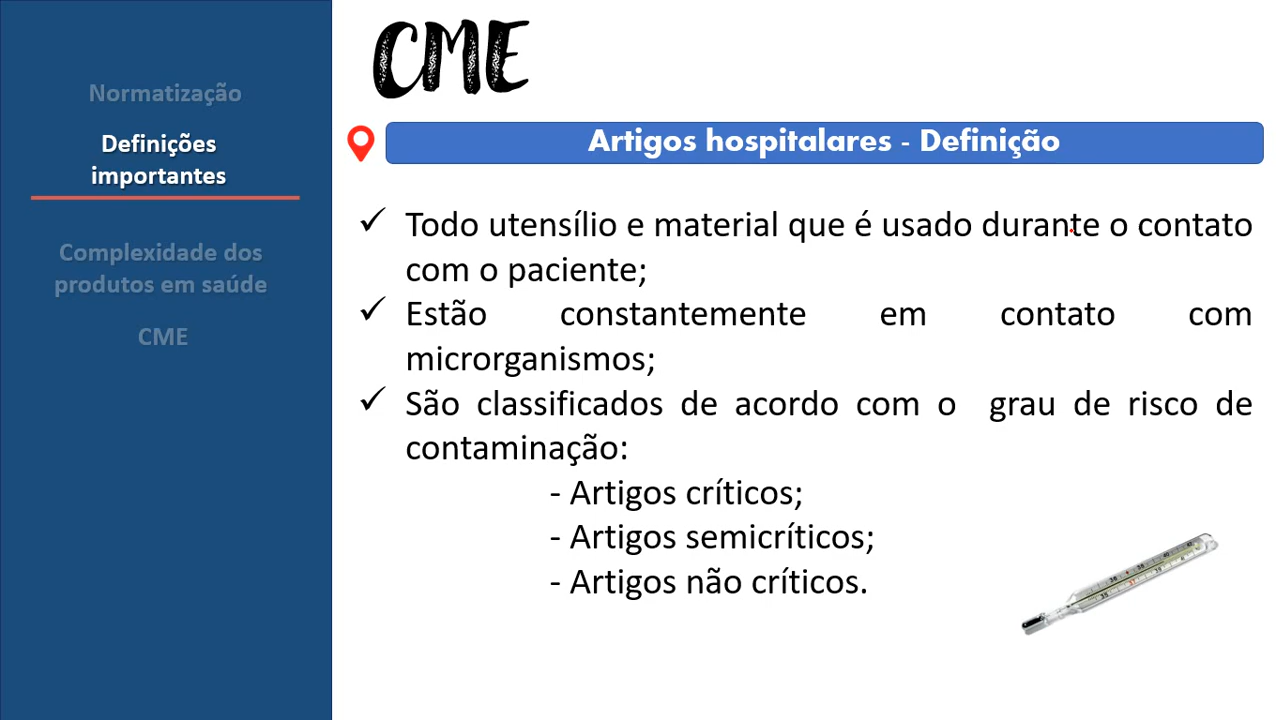 Normatização
Definições
importantes
Complexidade dos
produtos em saúde
CME
CME
Artigos hospitalares - Definição
✓ Todo utensílio e material que é usado durante o contato
com o paciente;
✓ Estão constantemente em contato com
microrganismos;
✓ São classificados de acordo com o grau de risco de
contaminação:
- Artigos críticos;
- Artigos semicríticos;
- Artigos não críticos.